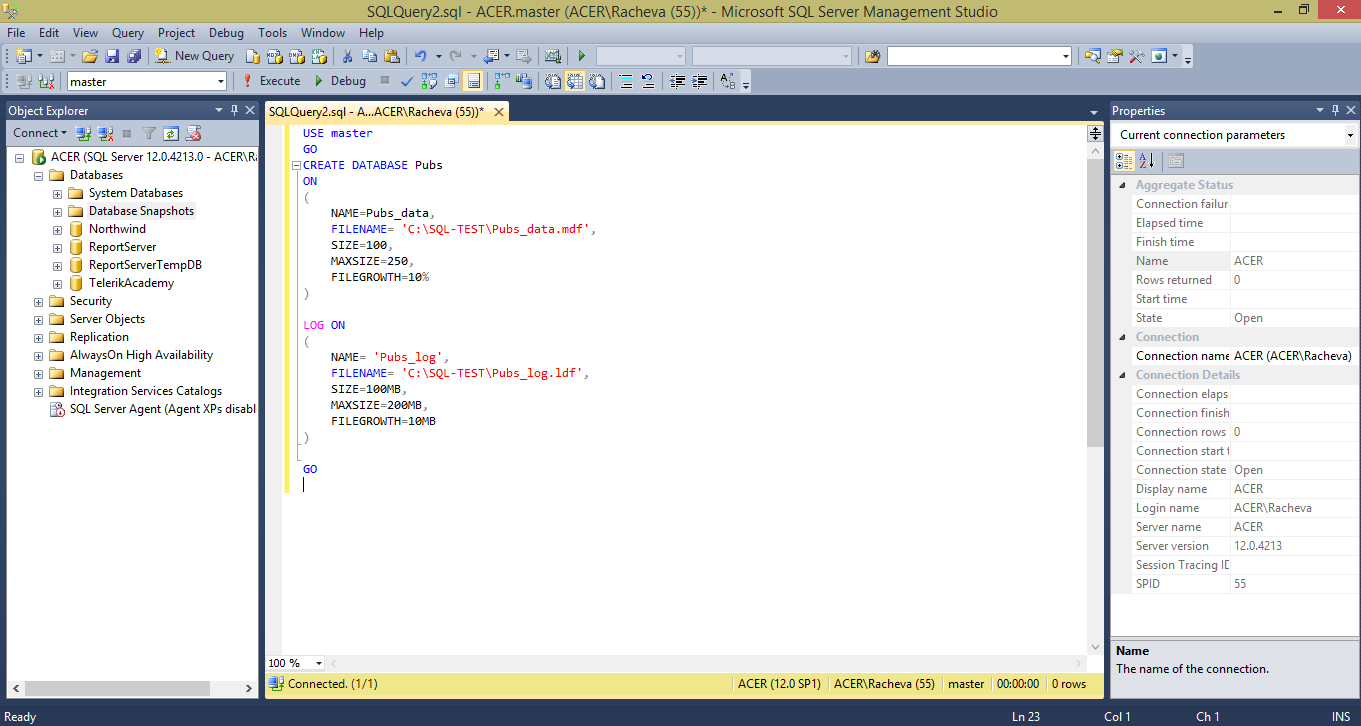 SQLQuery2.sql - ACER.master (ACER\Racheva (55))* - Microsoft SQL Server Management Studio
File Edit View Query Project Debug Tools Window Help
New Query
master Execute Debug
Object Explorer
Connect
ACER (SQL Server 12.0.4213.0 - ACER\Ra
Databases
System Databases
Database Snapshots
Northwind
ReportServer
ReportServerTempDB
TelerikAcademy
Security
Server Objects
Replication
AlwaysOn High Availability
Management
Integration Services Catalogs
SQL Server Agent (Agent XPs disabl
SQLQuery2.sql - A...ACER\Racheva (55))*
USE master
GO
CREATE DATABASE Pubs
ON
(
NAME=Pubs_data,
FILENAME= 'C:\SQL-TEST\Pubs_data.mdf',
SIZE=100,
MAXSIZE=250,
FILEGROWTH=10%
)
LOG ON
(
NAME= 'Pubs_log',
FILENAME= 'C:\SQL-TEST\Pubs_log.ldf',
SIZE=100MB,
MAXSIZE=200MB,
FILEGROWTH=10MB
)
GO
100 %
Connected. (1/1) ACER (12.0 SP1) ACER\Racheva (55) master 00:00:00 0 rows
Properties
Current connection parameters
Aggregate Status
Connection failur
Elapsed time
Finish time
Name ACER
Rows returned 0
Start time
State Open
Connection
Connection name ACER (ACER\Racheva)
Connection Details
Connection elaps
Connection finish
Connection rows 0
Connection start t
Connection state Open
Display name ACER
Login name ACER\Racheva
Server name ACER
Server version 12.0.4213
Session Tracing ID
SPID 55
Name
The name of the connection.
Ready Ln 23 Col 1 Ch 1 INS